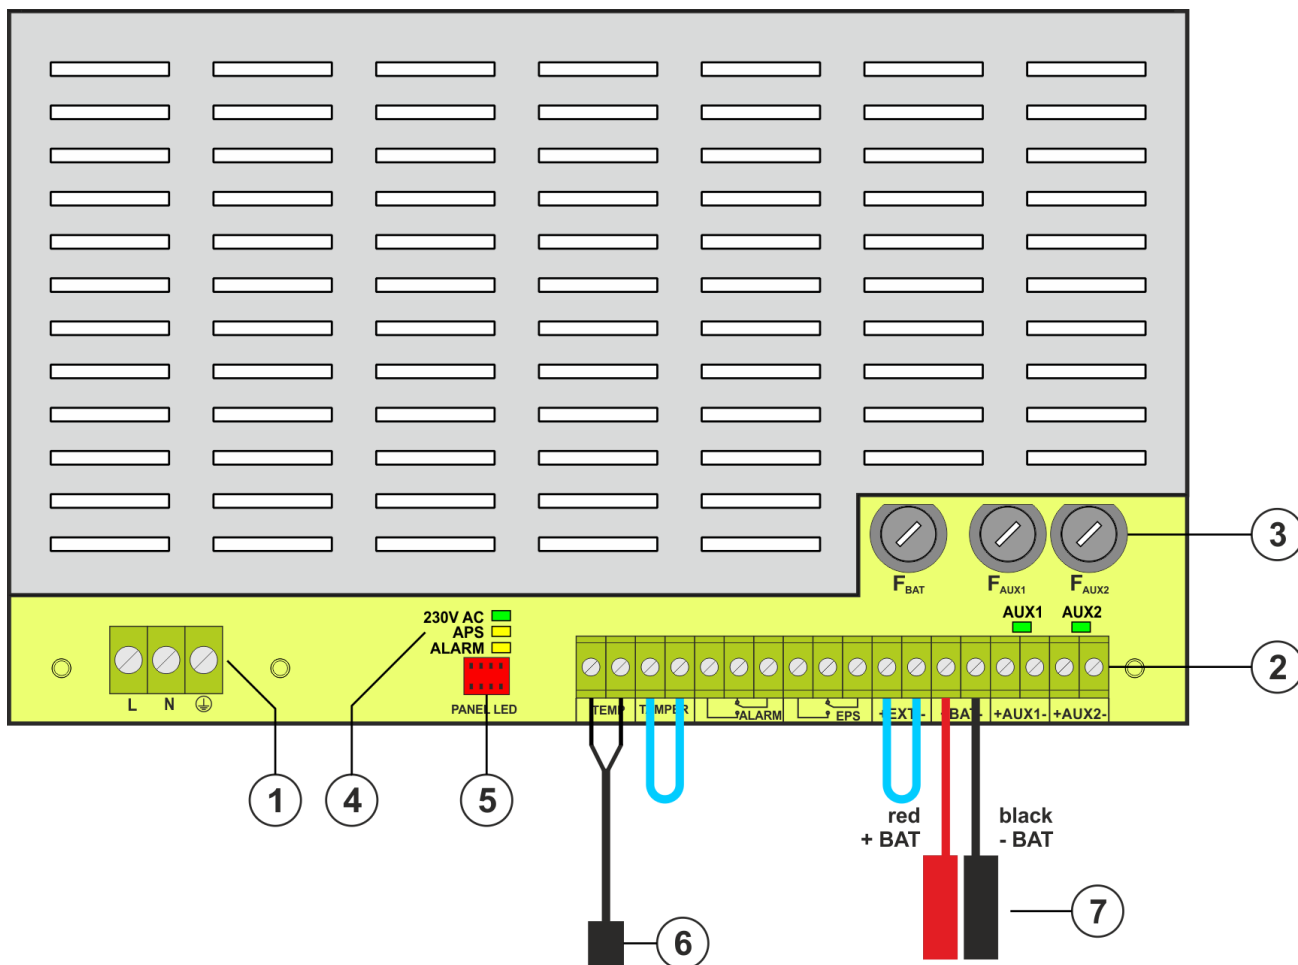 F BAT
F AUX1
F AUX2
3
230V AC
APS
ALARM
AUX1 AUX2
2
L N
PANEL LED
TEMP TEMPER ALARM EPS +EXT- +BAT- +AUX1- +AUX2-
1 4 5
red
+ BAT
black
- BAT
7
6